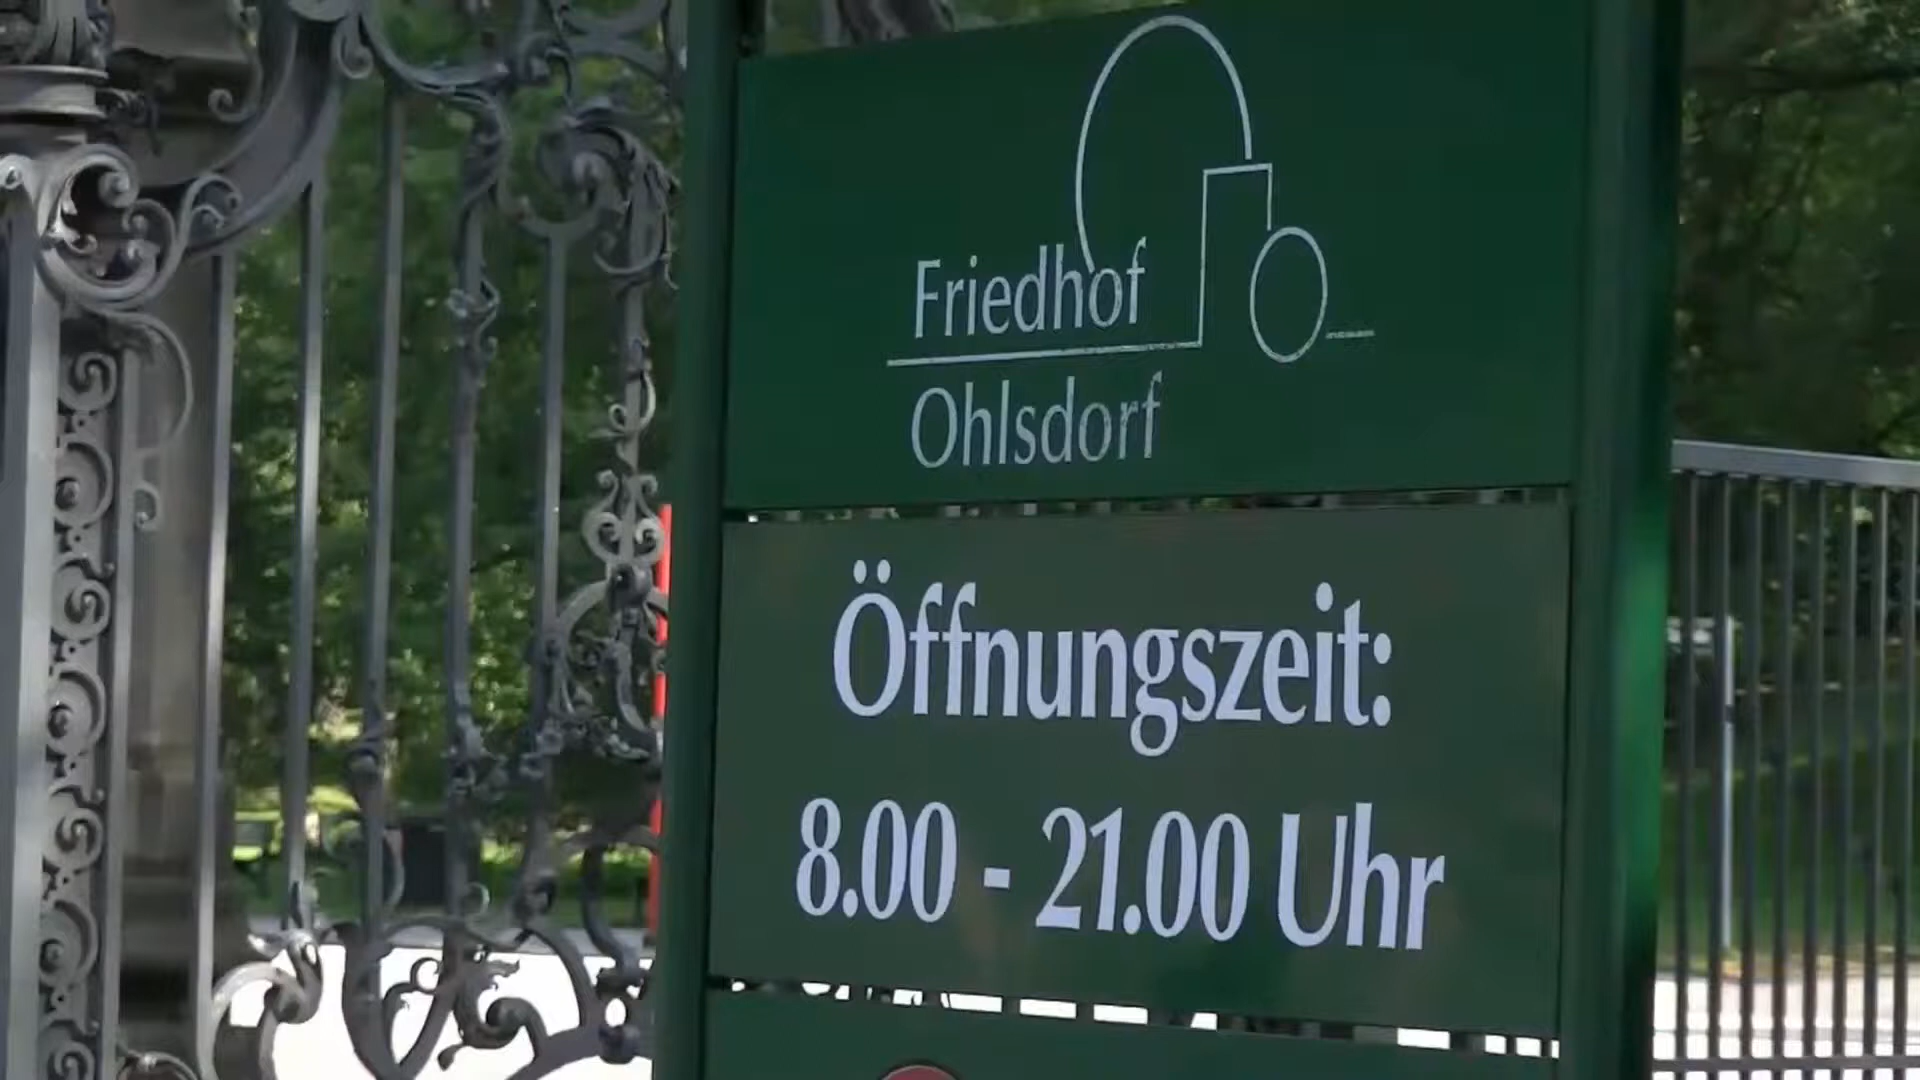 Friedhof
Ohlsdorf
Öffnungszeit:
8.00 - 21.00 Uhr